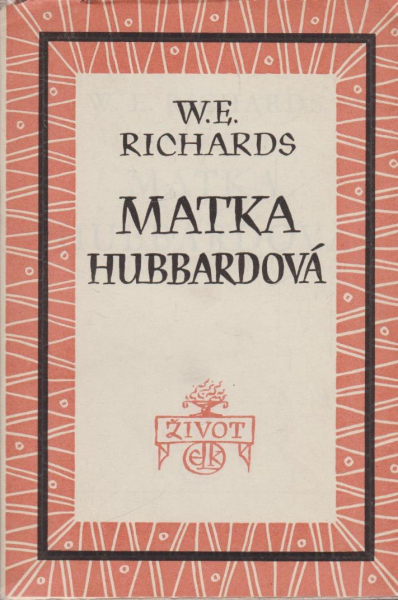 W.E.
RICHARDS
MATKA
HUBBARDOVÁ
ŽIVOT
ELK